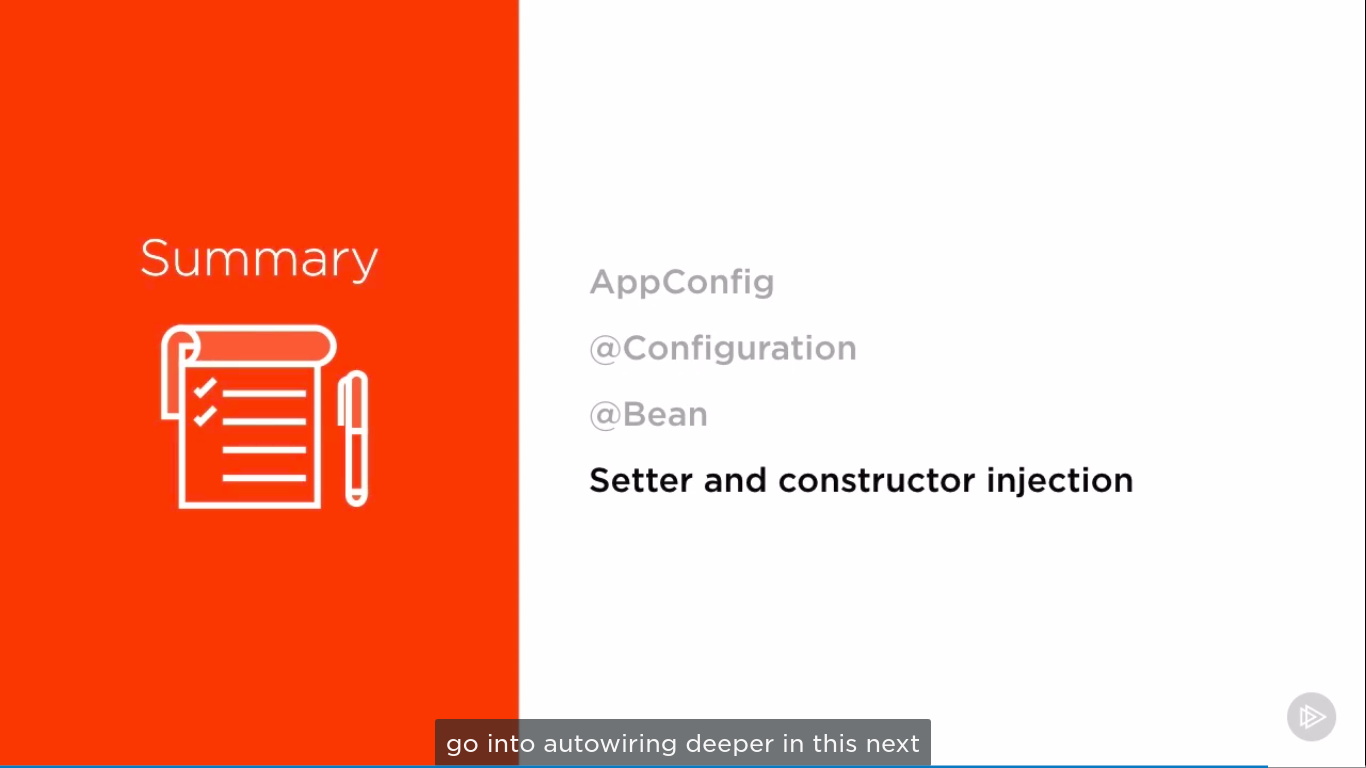 Summary
AppConfig
@Configuration
@Bean
Setter and constructor injection
go into autowiring deeper in this next